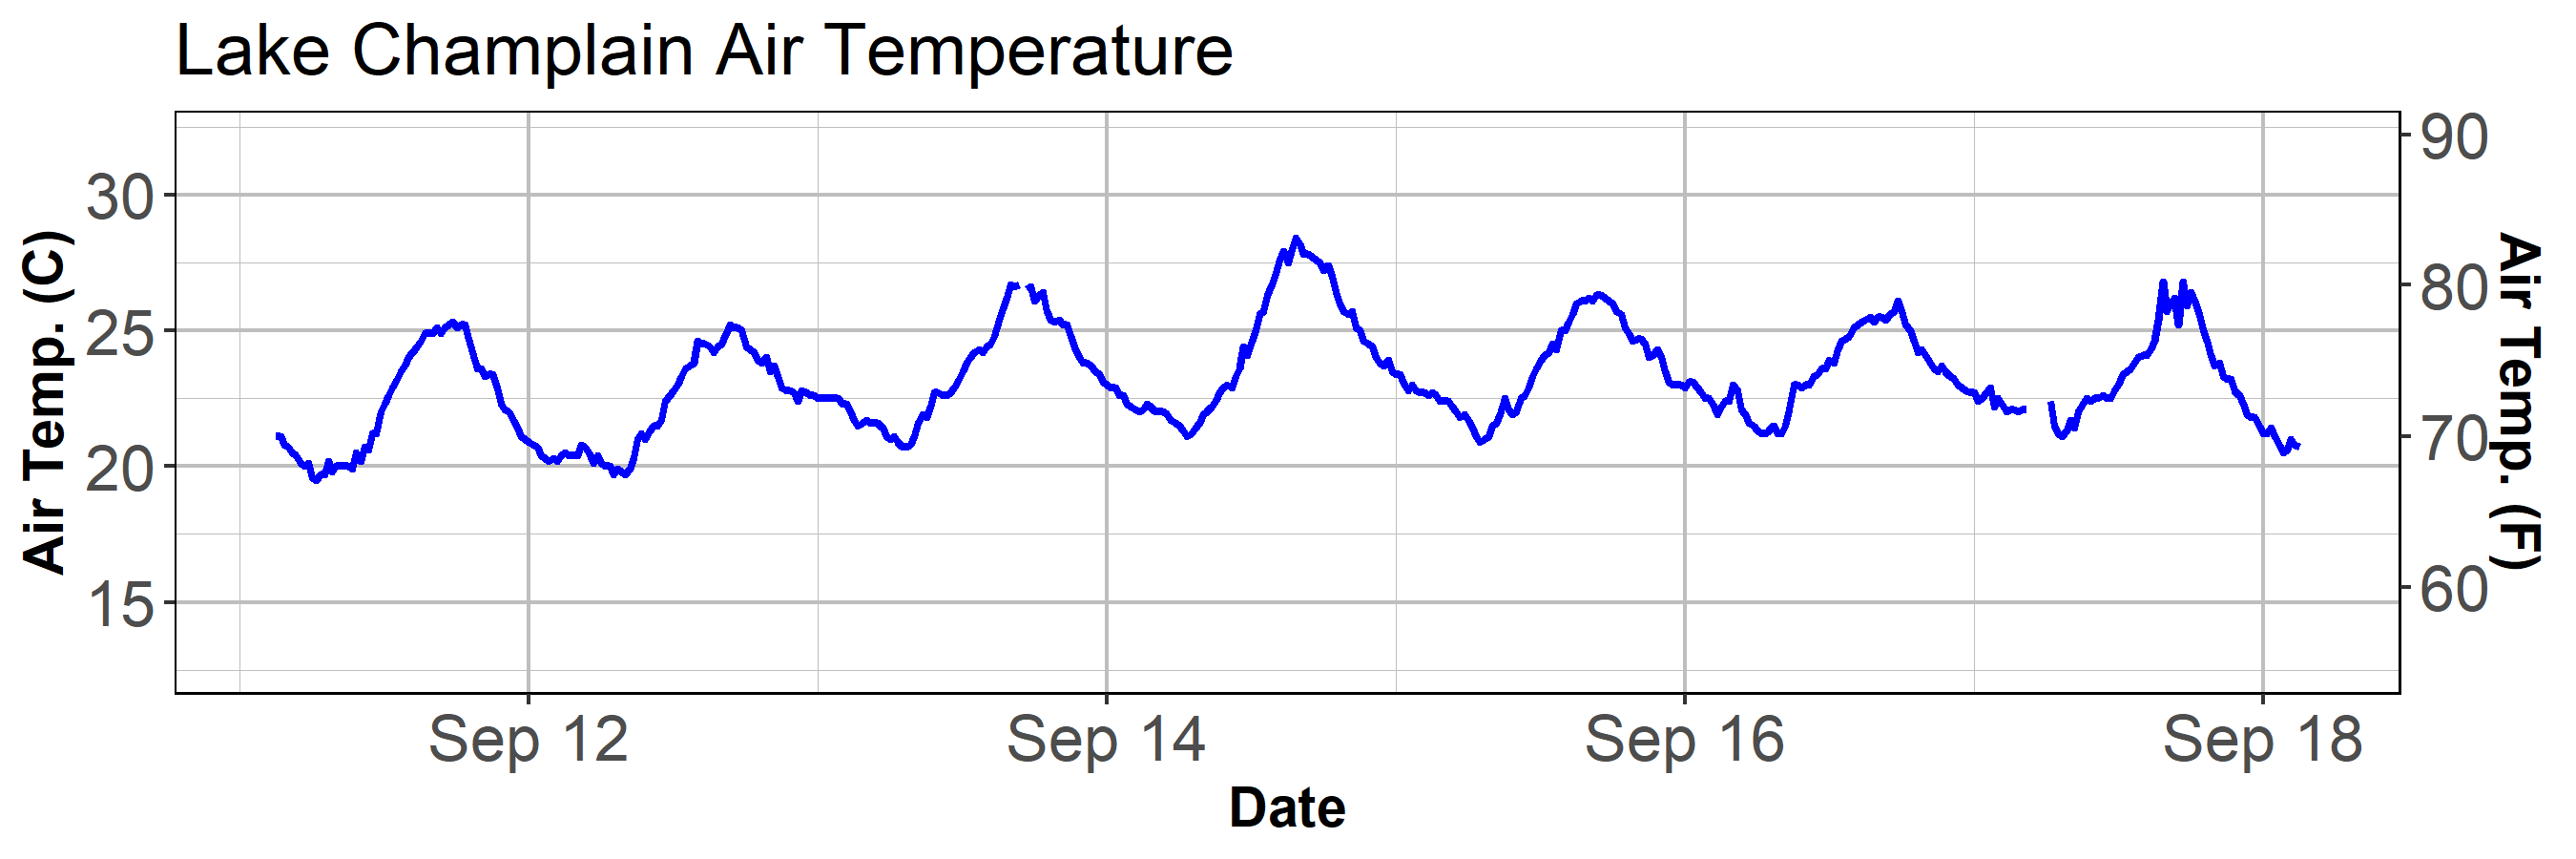 Lake Champlain Air Temperature
Air Temp. (C)
30
25
20
15
90
80
70
60
Air Temp. (F)
Sep 12
Sep 14
Sep 16
Sep 18
Date